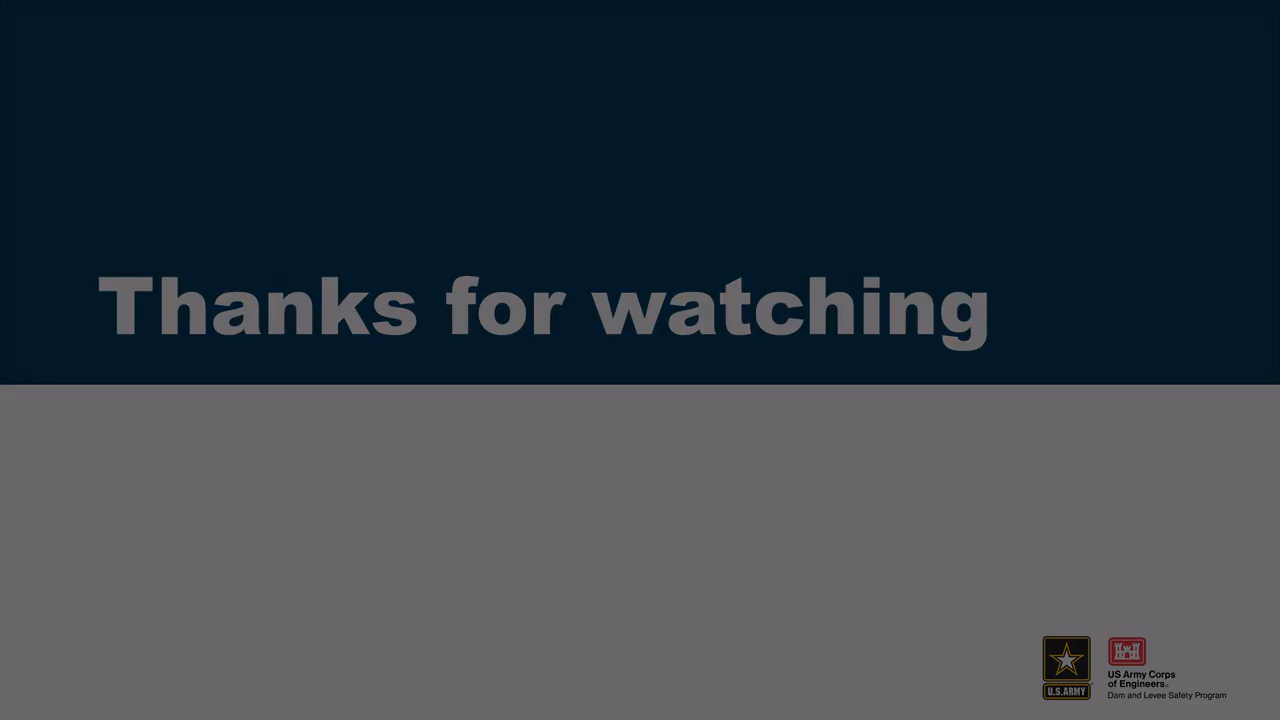 Thanks for watching
U.S.ARMY
US Army Corps
of Engineers®
Dam and Levee Safety Program